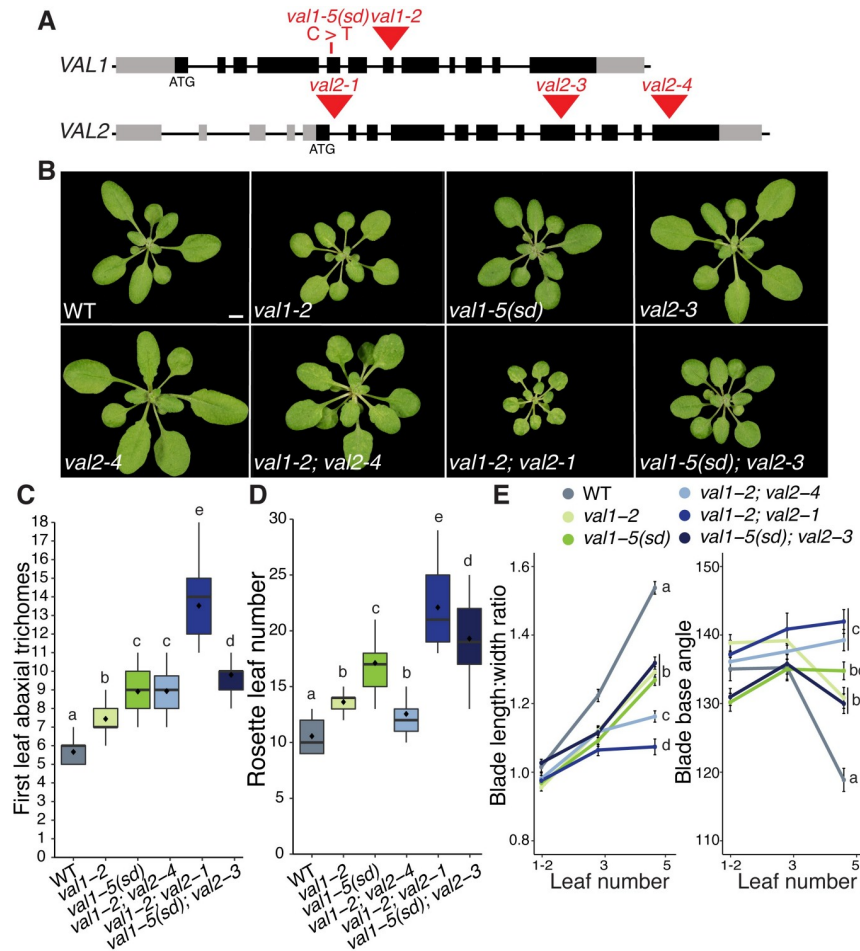 A
val1-5(sd) val1-2
C > T
VAL1
ATG
val2-1 val2-3 val2-4
VAL2
ATG
B
WT
val1-2
val1-5(sd)
val2-3
val2-4
val1-2; val2-4
val1-2; val2-1
val1-5(sd); val2-3
C
First leaf abaxial trichomes
18
17
16
15
14
13
12
11
10
9
8
7
6
5
4
3
2
1
0
a
b
c
c
e
d
WT
val1-2
val1-5(sd)
val1-2; val2-4
val1-2; val2-1
val1-5(sd); val2-3
D
Rosette leaf number
30
25
20
15
10
5
0
a
b
c
b
e
d
WT
val1-2
val1-5(sd)
val1-2; val2-4
val1-2; val2-1
val1-5(sd); val2-3
E
WT
val1–2
val1–5(sd)
val1–2; val2–4
val1–2; val2–1
val1–5(sd); val2–3
Blade length:width ratio
1.6
1.4
1.2
1.0
0.8
a
b
c
d
1-2 3 5
Leaf number
Blade base angle
140
130
120
110
c
bc
b
a
1-2 3 5
Leaf number